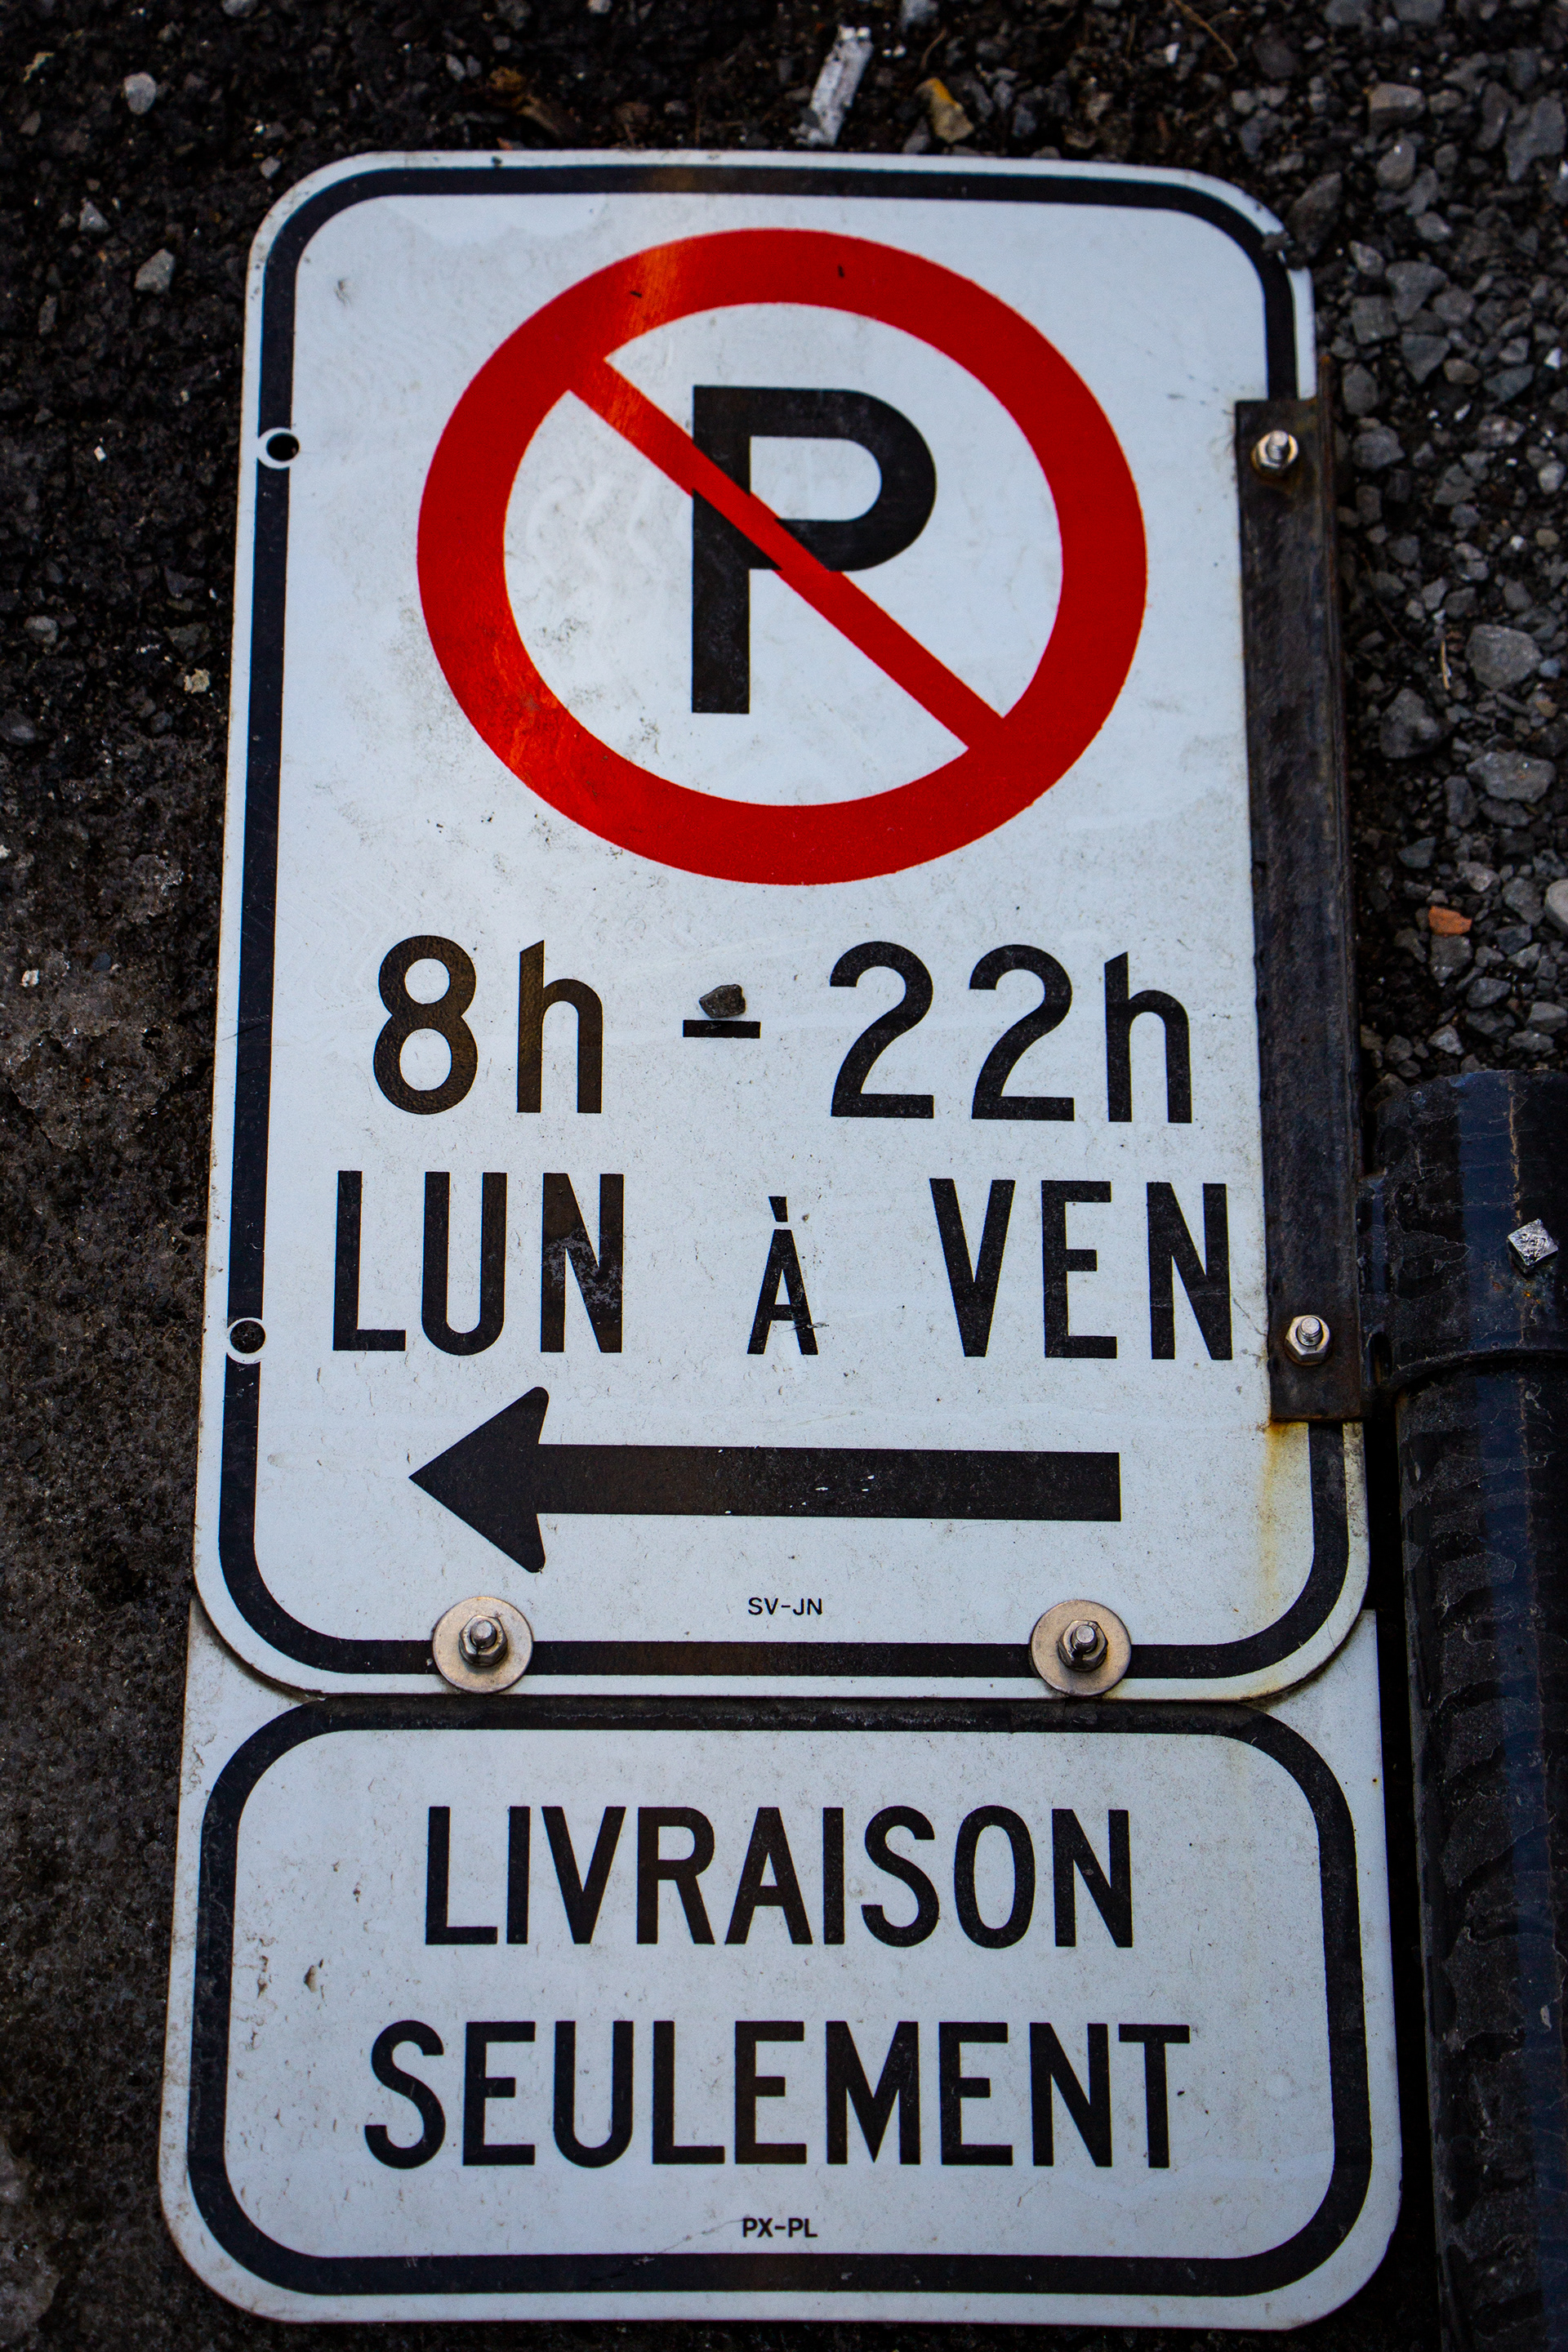 P
8h - 22h
LUN À VEN
SV-JN
LIVRAISON
SEULEMENT
PX-PL